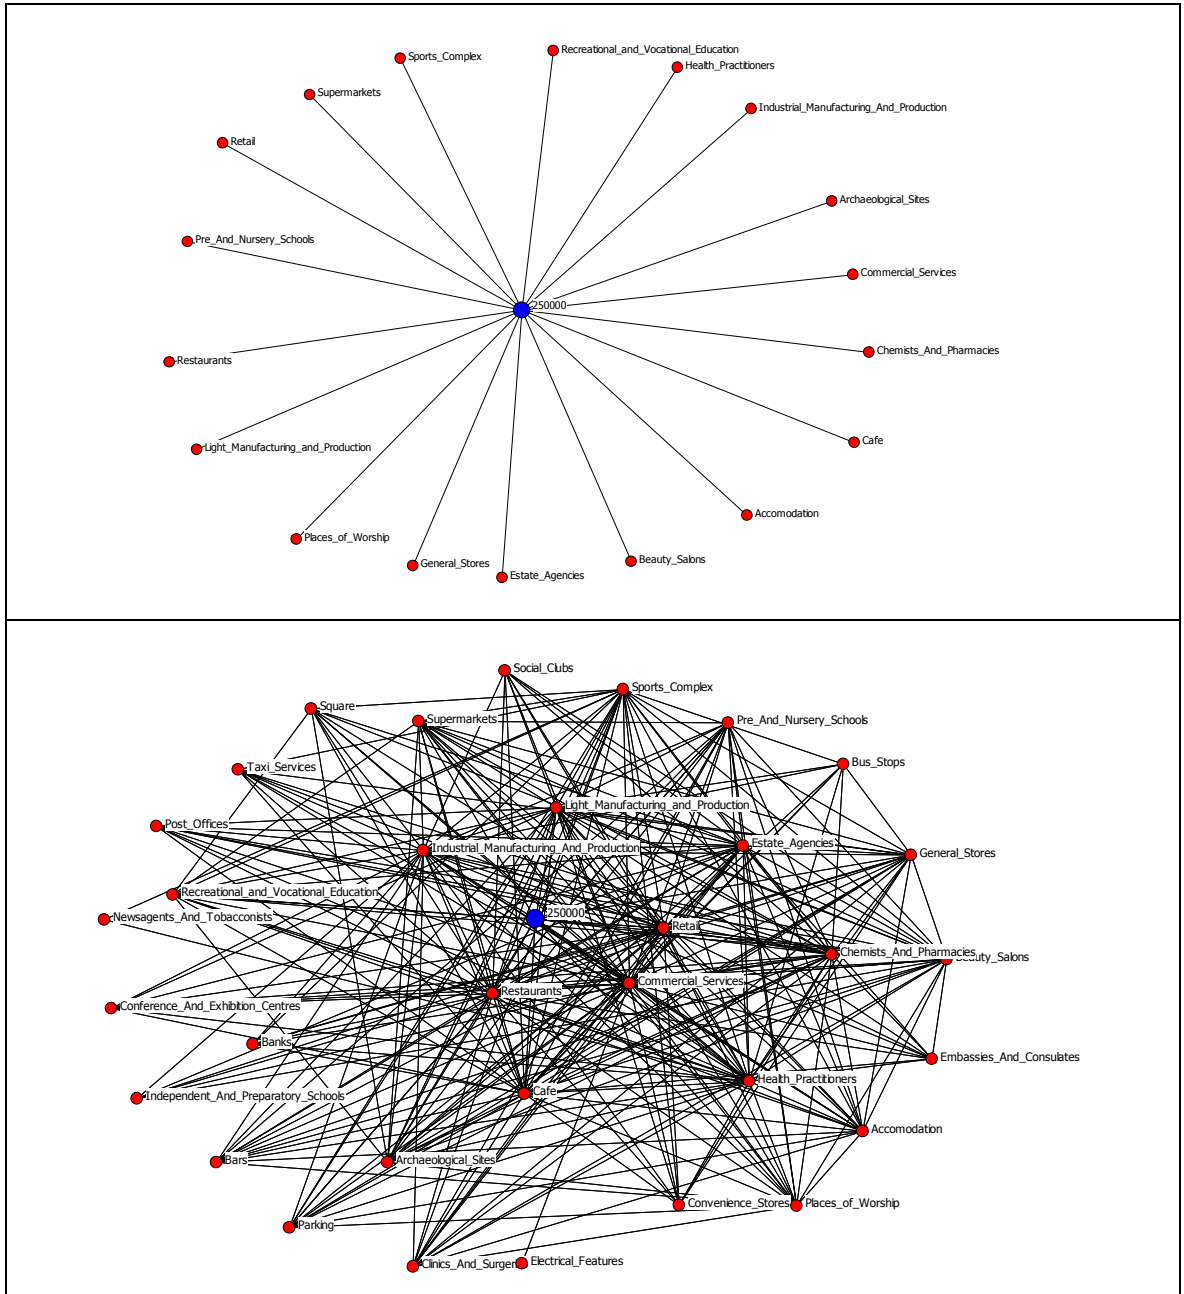 Recreational_and_Vocational_Education
Sports_Complex
Health_Practitioners
Supermarkets
Industrial_Manufacturing_And_Production
Retail
Archaeological_Sites
Pre_And_Nursery_Schools
Commercial_Services
250000
Chemists_And_Pharmacies
Restaurants
Cafe
Light_Manufacturing_and_Production
Accomodation
Places_of_Worship
Beauty_Salons
General_Stores
Estate_Agencies
Social_Clubs
Sports_Complex
Square
Supermarkets
Pre_And_Nursery_Schools
Bus_Stops
Taxi_Services
Light_Manufacturing_and_Production
Post_Offices
Estate_Agencies
Industrial_Manufacturing_And_Production
General_Stores
Recreational_and_Vocational_Education
250000
Newsagents_And_Tobacconists
Retail
Chemists_And_Pharmacies
eauty_Salons
Commercial_Services
Restaurants
Conference_And_Exhibition_Centres
Banks
Embassies_And_Consulates
Health_Practitioners
Cafe
Independent_And_Preparatory_Schools
Accomodation
Bars
Archaeological_Sites
Convenience_Stores
Places_of_Worship
Parking
Clinics_And_Surger
Electrical_Features